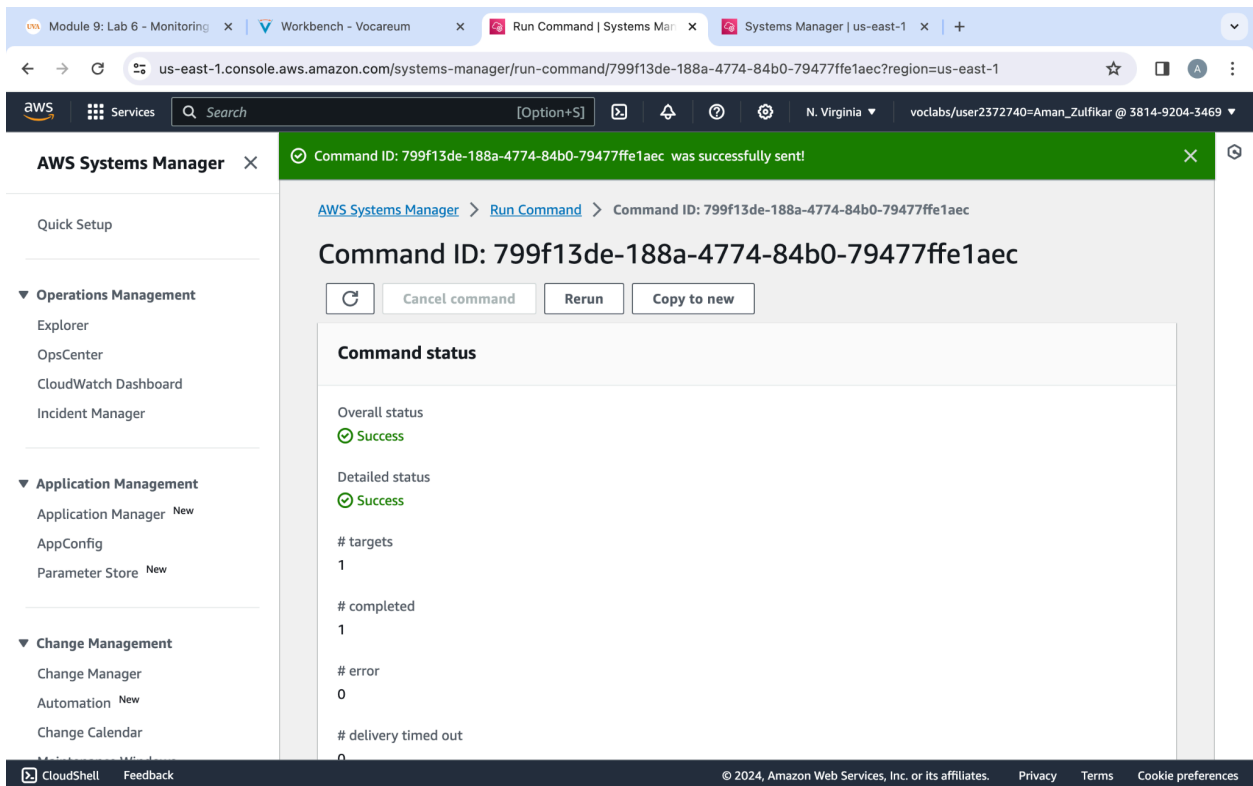 Module 9: Lab 6 - Monitoring
Workbench - Vocareum
Run Command | Systems Man
Systems Manager | us-east-1
us-east-1.console.aws.amazon.com/systems-manager/run-command/799f13de-188a-4774-84b0-79477ffe1aec?region=us-east-1
A
aws
Services
Search
[Option+S]
N. Virginia
voclabs/user2372740=Aman_Zulfikar @ 3814-9204-3469
AWS Systems Manager
Quick Setup
Operations Management
Explorer
OpsCenter
CloudWatch Dashboard
Incident Manager
Application Management
Application Manager New
AppConfig
Parameter Store New
Change Management
Change Manager
Automation New
Change Calendar
Maintenance Windows
Command ID: 799f13de-188a-4774-84b0-79477ffe1aec was successfully sent!
AWS Systems Manager > Run Command > Command ID: 799f13de-188a-4774-84b0-79477ffe1aec
Command ID: 799f13de-188a-4774-84b0-79477ffe1aec
Cancel command
Rerun
Copy to new
Command status
Overall status
Success
Detailed status
Success
# targets
1
# completed
1
# error
0
# delivery timed out
0
CloudShell
Feedback
© 2024, Amazon Web Services, Inc. or its affiliates.
Privacy
Terms
Cookie preferences